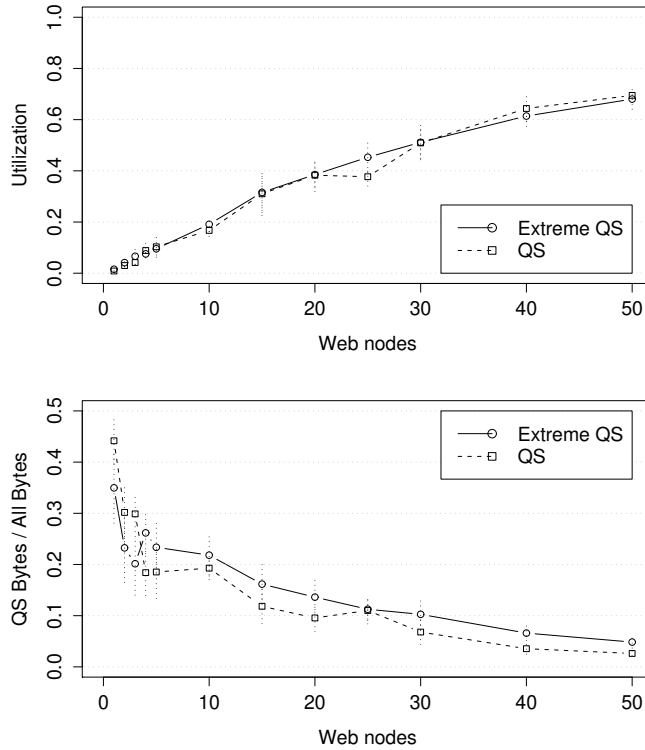 1.0
0.8
0.6
0.4
0.2
0.0
Utilization
Extreme QS
QS
0 10 20 30 40 50
Web nodes
0.5
0.4
0.3
0.2
0.1
0.0
QS Bytes / All Bytes
Extreme QS
QS
0 10 20 30 40 50
Web nodes